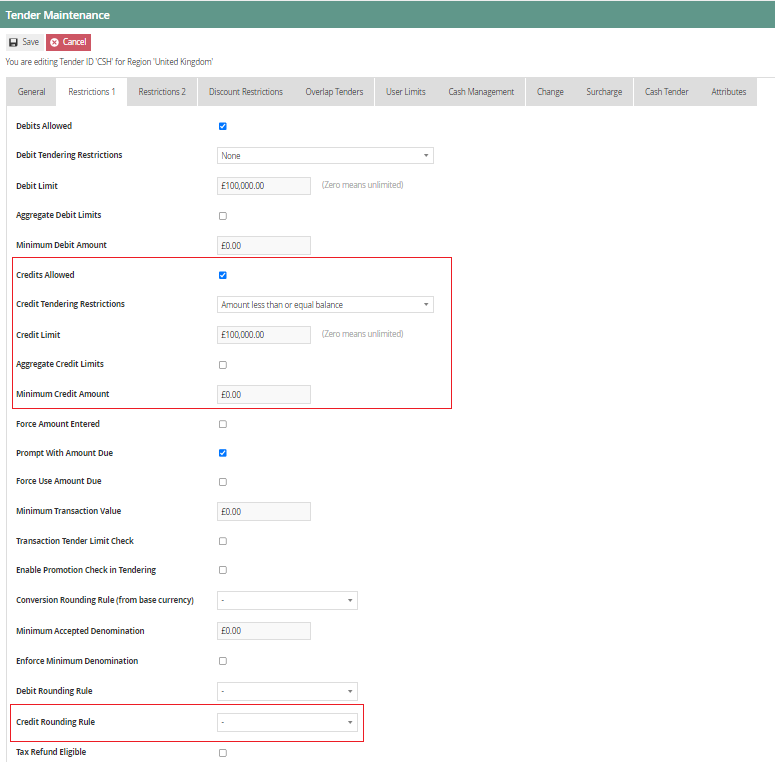 Tender Maintenance
Save Cancel
You are editing Tender ID 'CSH' for Region 'United Kingdom'
General Restrictions 1 Restrictions 2 Discount Restrictions Overlap Tenders User Limits Cash Management Change Surcharge Cash Tender Attributes
Debits Allowed
Debit Tendering Restrictions None
Debit Limit £100,000.00 (Zero means unlimited)
Aggregate Debit Limits
Minimum Debit Amount £0.00
Credits Allowed
Credit Tendering Restrictions Amount less than or equal balance
Credit Limit £100,000.00 (Zero means unlimited)
Aggregate Credit Limits
Minimum Credit Amount £0.00
Force Amount Entered
Prompt With Amount Due
Force Use Amount Due
Minimum Transaction Value £0.00
Transaction Tender Limit Check
Enable Promotion Check in Tendering
Conversion Rounding Rule (from base currency) -
Minimum Accepted Denomination £0.00
Enforce Minimum Denomination
Debit Rounding Rule -
Credit Rounding Rule -
Tax Refund Eligible